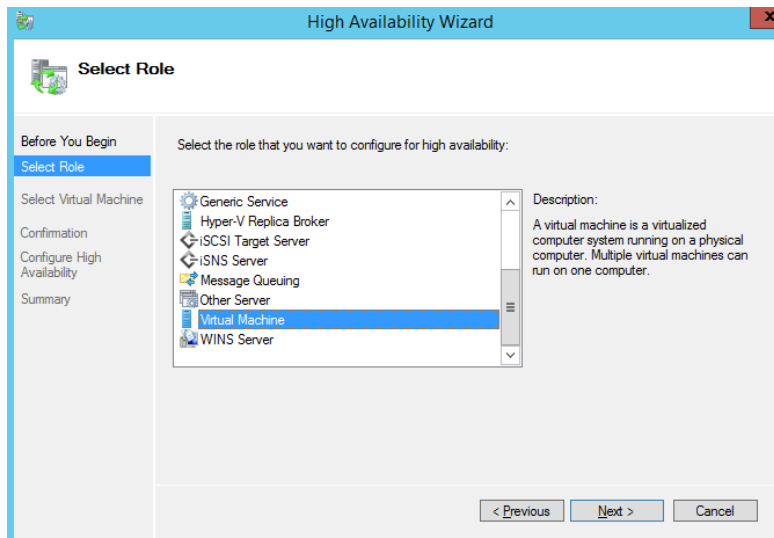 High Availability Wizard
Select Role
Before You Begin
Select Role
Select Virtual Machine
Confirmation
Configure High
Availability
Summary
Select the role that you want to configure for high availability:
Generic Service
Hyper-V Replica Broker
iSCSI Target Server
iSNS Server
Message Queuing
Other Server
Virtual Machine
WINS Server
Description:
A virtual machine is a virtualized
computer system running on a physical
computer. Multiple virtual machines can
run on one computer.
< Previous
Next >
Cancel